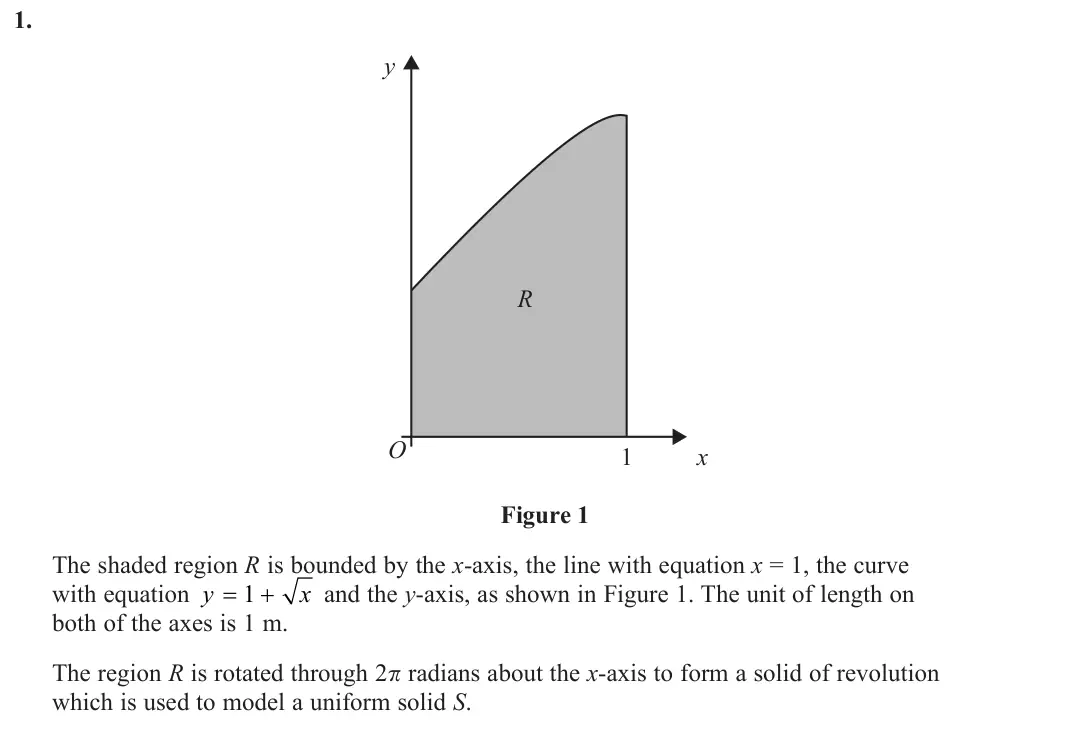 1.
y
R
O
1
x
Figure 1
The shaded region R is bounded by the x-axis, the line with equation x = 1, the curve
with equation y = 1 + √x and the y-axis, as shown in Figure 1. The unit of length on
both of the axes is 1 m.
The region R is rotated through 2π radians about the x-axis to form a solid of revolution
which is used to model a uniform solid S.